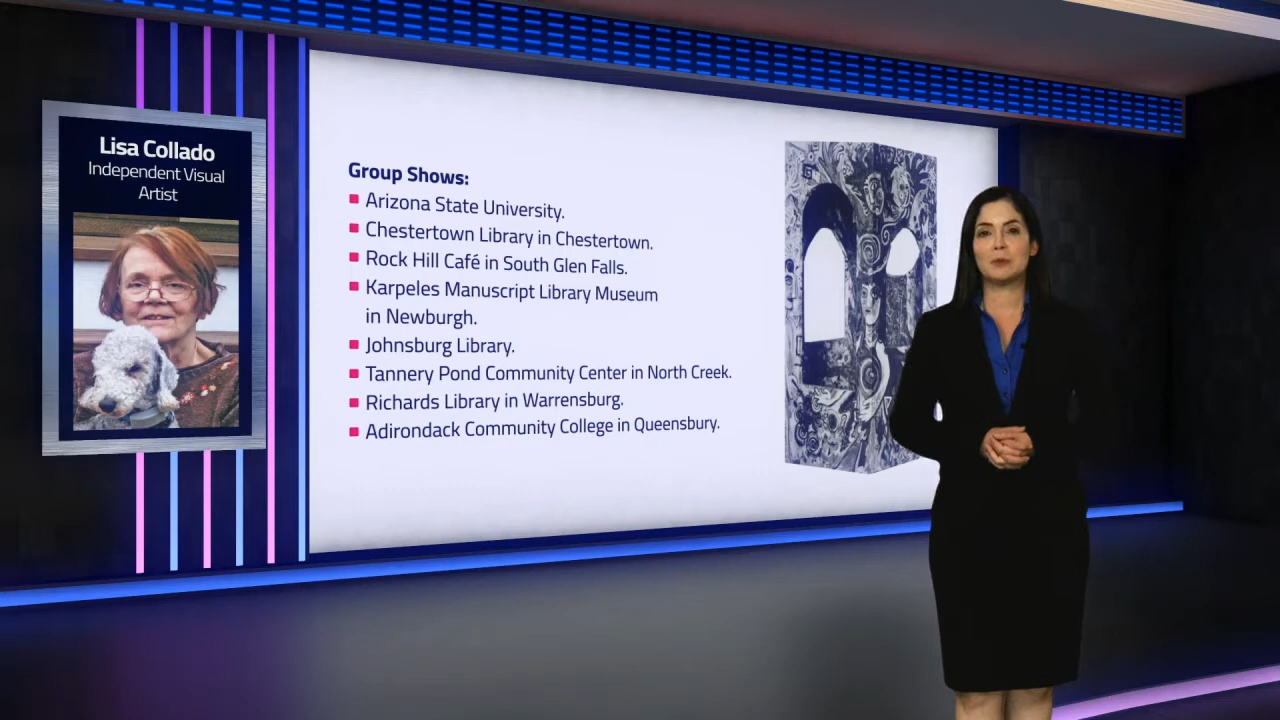 Lisa Collado
Independent Visual
Artist
Group Shows:
Arizona State University.
Chestertown Library in Chestertown.
Rock Hill Café in South Glen Falls.
Karpeles Manuscript Library Museum
in Newburgh.
Johnsburg Library.
Tannery Pond Community Center in North Creek.
Richards Library in Warrensburg.
Adirondack Community College in Queensbury.